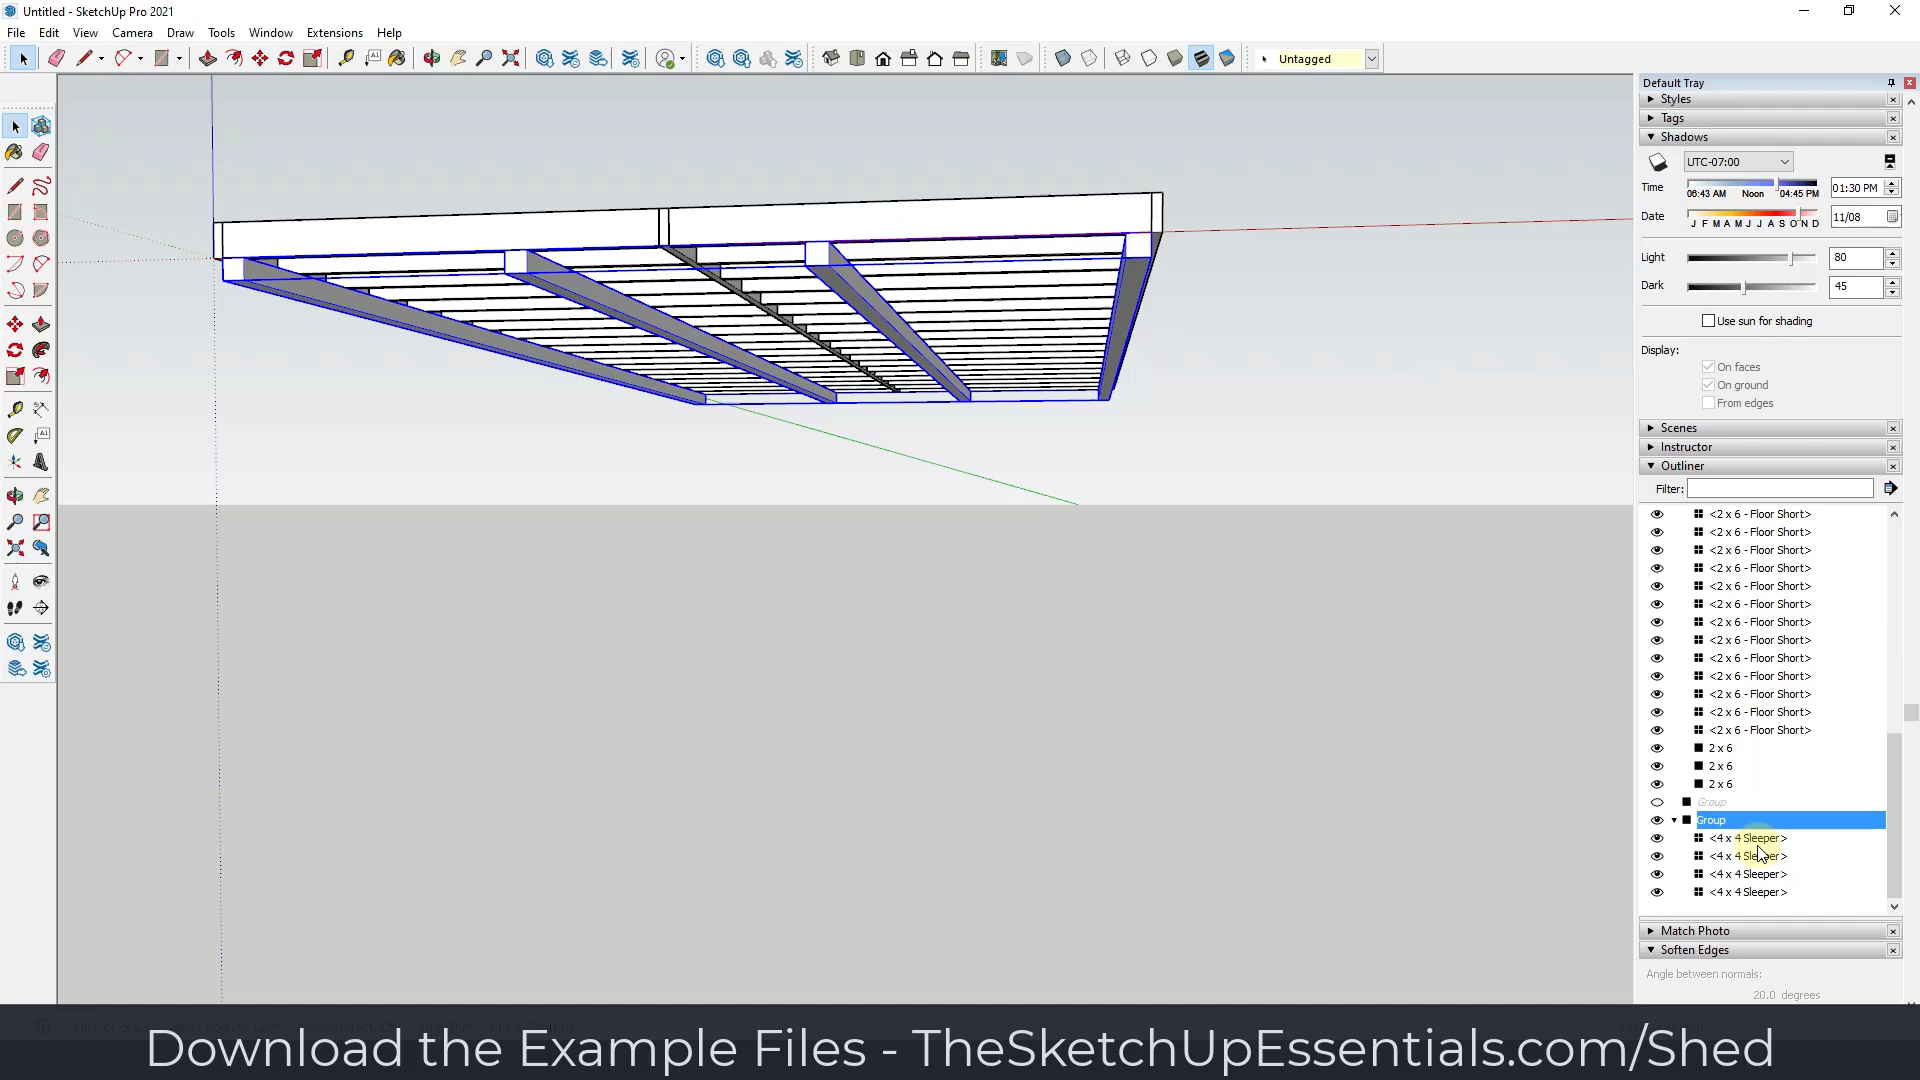 Untitled - SketchUp Pro 2021
File Edit View Camera Draw Tools Window Extensions Help
Untagged
Default Tray
Styles
Tags
Shadows
UTC-07:00
Time
06:43 AM Noon 04:45 PM
01:30 PM
Date
J F M A M J J A S O N D
11/08
Light
80
Dark
45
Use sun for shading
Display:
On faces
On ground
From edges
Scenes
Instructor
Outliner
Filter:
<2 x 6 - Floor Short>
<2 x 6 - Floor Short>
<2 x 6 - Floor Short>
<2 x 6 - Floor Short>
<2 x 6 - Floor Short>
<2 x 6 - Floor Short>
<2 x 6 - Floor Short>
<2 x 6 - Floor Short>
<2 x 6 - Floor Short>
<2 x 6 - Floor Short>
<2 x 6 - Floor Short>
<2 x 6 - Floor Short>
<2 x 6 - Floor Short>
2 x 6
2 x 6
2 x 6
Group
Group
<4 x 4 Sleeper>
<4 x 4 Sleeper>
<4 x 4 Sleeper>
<4 x 4 Sleeper>
Match Photo
Soften Edges
Angle between normals:
20.0 degrees
Download the Example Files - TheSketchUpEssentials.com/Shed